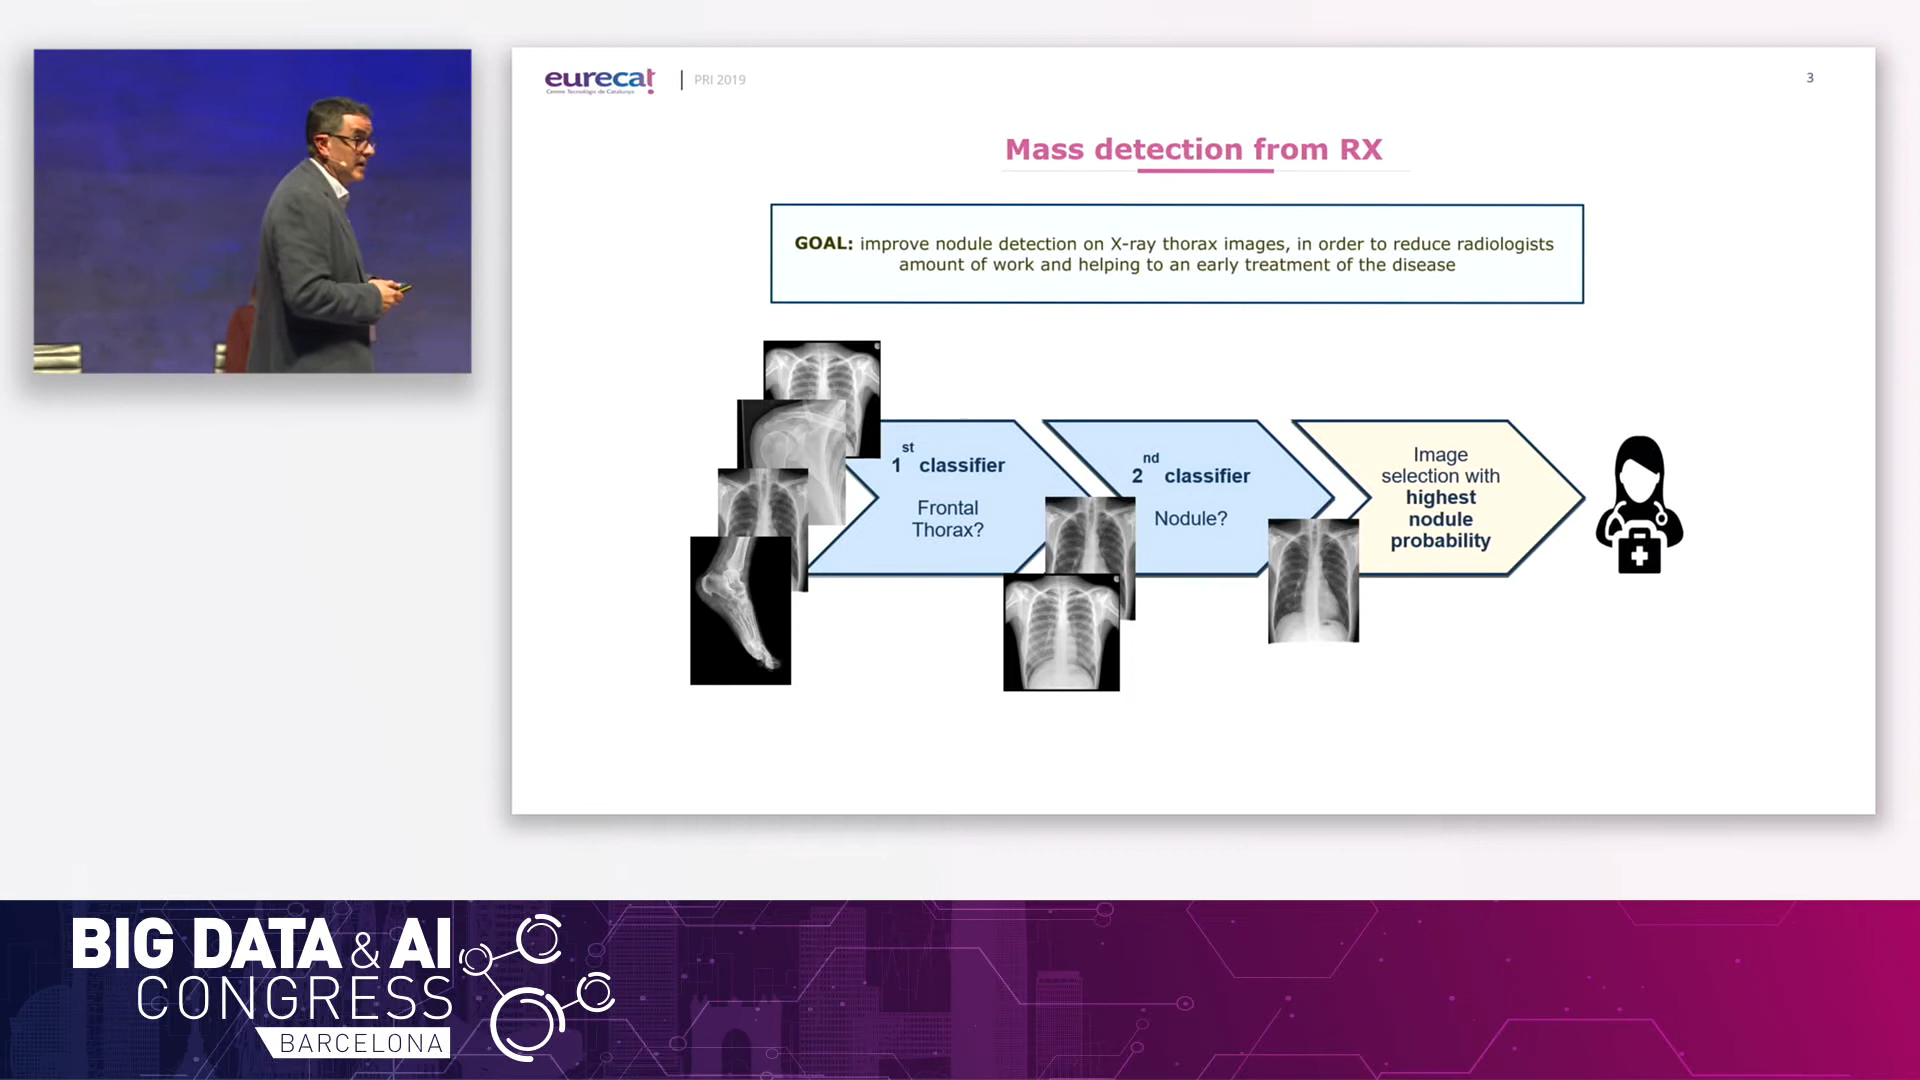 eurecat
Centre Tecnològic de Catalunya
PRI 2019
3
Mass detection from RX
GOAL: improve nodule detection on X-ray thorax images, in order to reduce radiologists
amount of work and helping to an early treatment of the disease
1st classifier
Frontal
Thorax?
2nd classifier
Nodule?
Image
selection with
highest
nodule
probability
BIG DATA & AI
CONGRESS
BARCELONA